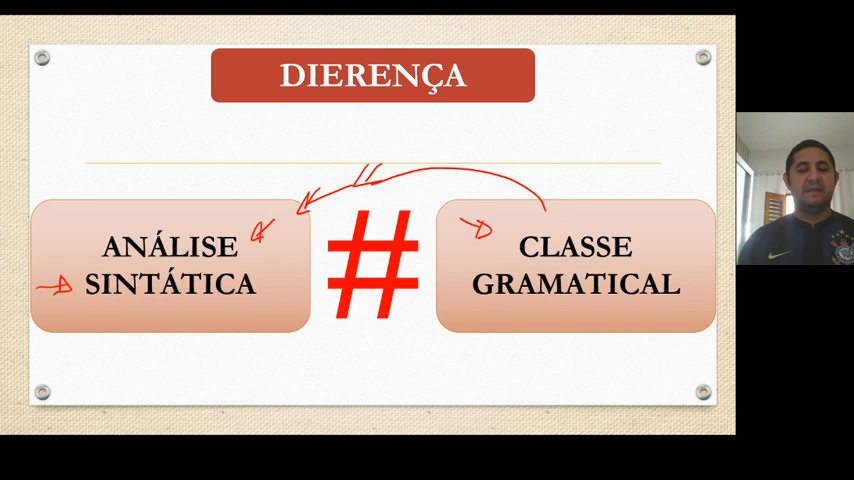 DIERENÇA
ANÁLISE
SINTÁTICA
#
CLASSE
GRAMATICAL